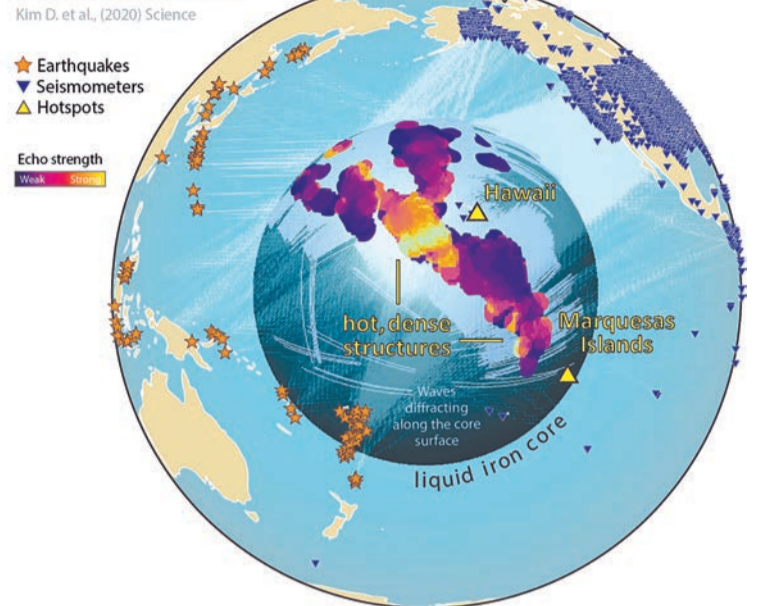 Kim D. et al., (2020) Science
Earthquakes
Seismometers
Hotspots
Echo strength
Weak Strong
Hawaii
hot, dense
structures
Marquesas
Islands
Waves
diffracting
along the core
surface
liquid iron core